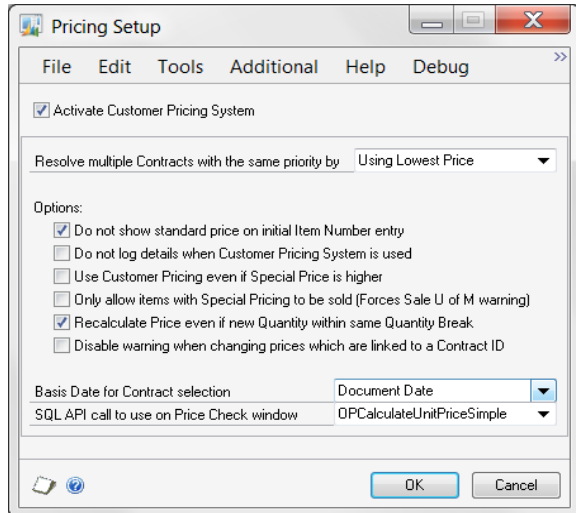 Pricing Setup
File Edit Tools Additional Help Debug
Activate Customer Pricing System
Resolve multiple Contracts with the same priority by Using Lowest Price
Options:
Do not show standard price on initial Item Number entry
Do not log details when Customer Pricing System is used
Use Customer Pricing even if Special Price is higher
Only allow items with Special Pricing to be sold (Forces Sale U of M warning)
Recalculate Price even if new Quantity within same Quantity Break
Disable warning when changing prices which are linked to a Contract ID
Basis Date for Contract selection Document Date
SQL API call to use on Price Check window OPCalculateUnitPriceSimple
OK Cancel